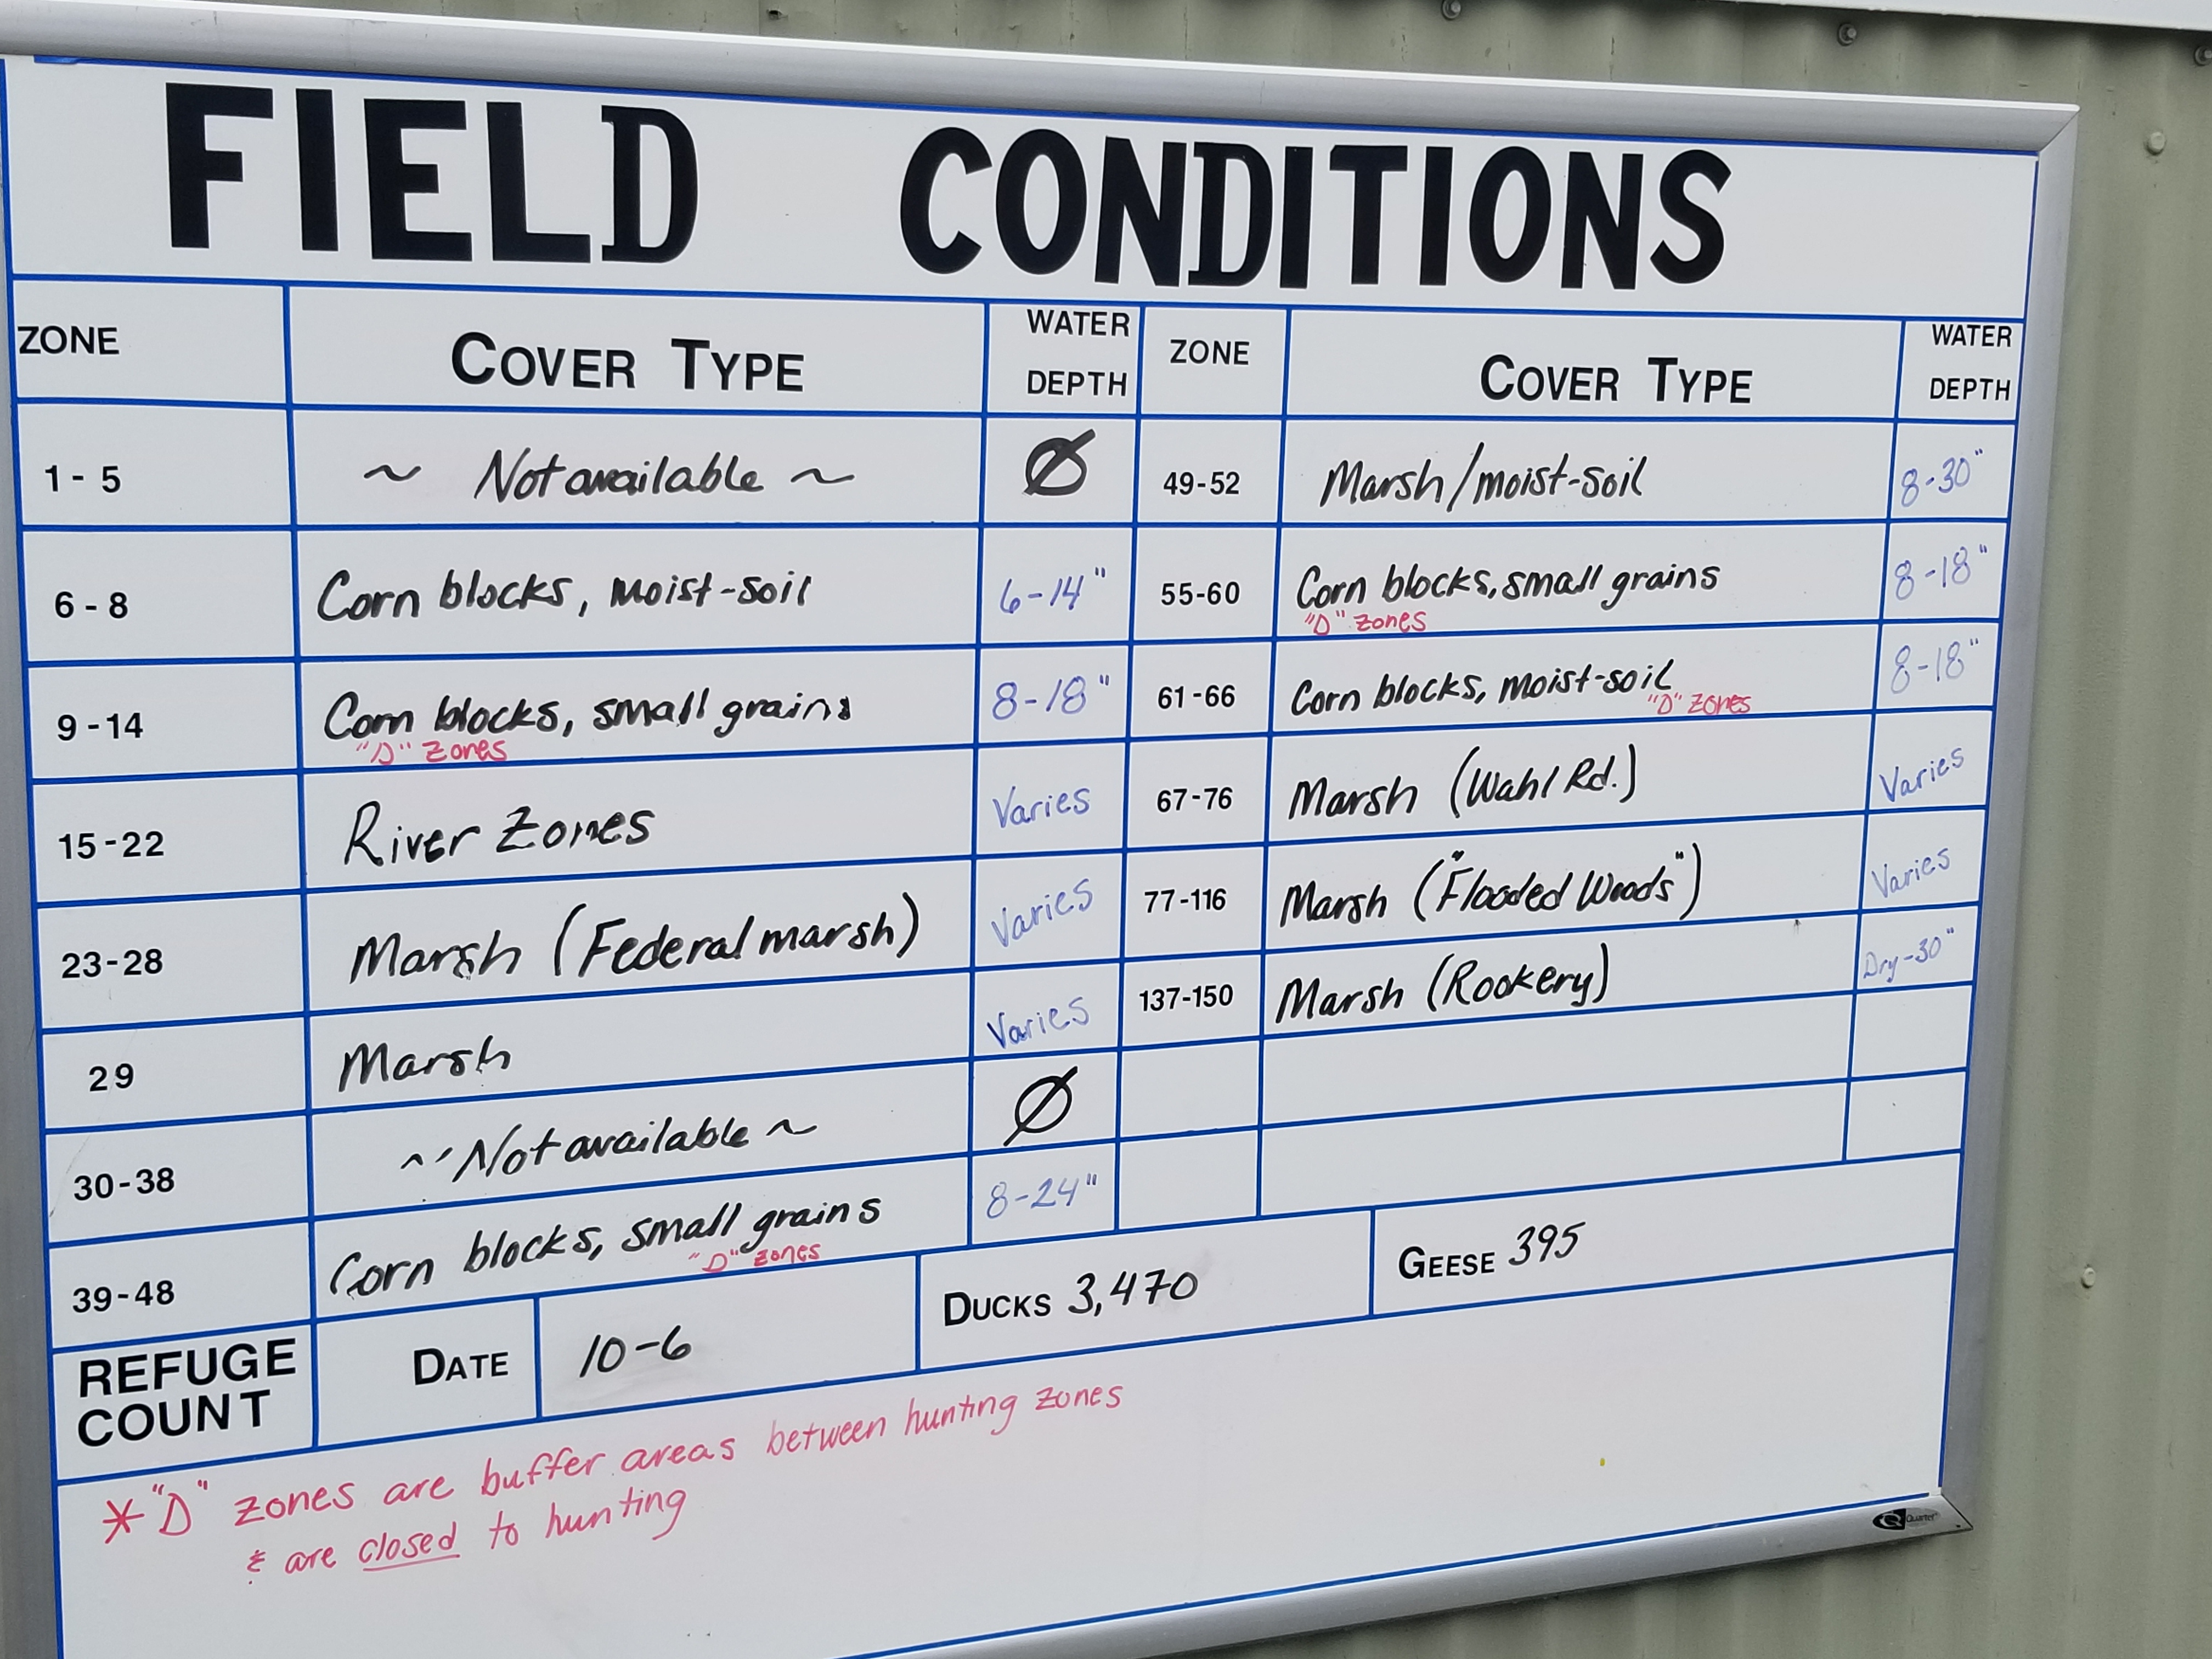 FIELD CONDITIONS
ZONE COVER TYPE WATER DEPTH ZONE COVER TYPE WATER DEPTH
1 - 5 ~ Not available ~ Ø 49-52 Marsh/moist-soil 8-30"
6 - 8 Corn blocks, moist-soil 6-14" 55-60 Corn blocks, small grains 8-18"
"D" zones
9 - 14 Corn blocks, small grains 8-18" 61-66 Corn blocks, moist-soil 8-18"
"D" Zones "D" zones
15 - 22 River Zones Varies 67-76 Marsh (Wahl Rd.) Varies
23-28 Marsh (Federal marsh) Varies 77-116 Marsh ("Flooded Woods") Varies
29 Marsh Varies 137-150 Marsh (Rookery) Dry-30"
30-38 ~ Not available ~ Ø
39-48 Corn blocks, small grains 8-24"
"D" zones
REFUGE COUNT DATE 10-6 DUCKS 3,470 GEESE 395
* "D" zones are buffer areas between hunting zones
& are closed to hunting
Quartet